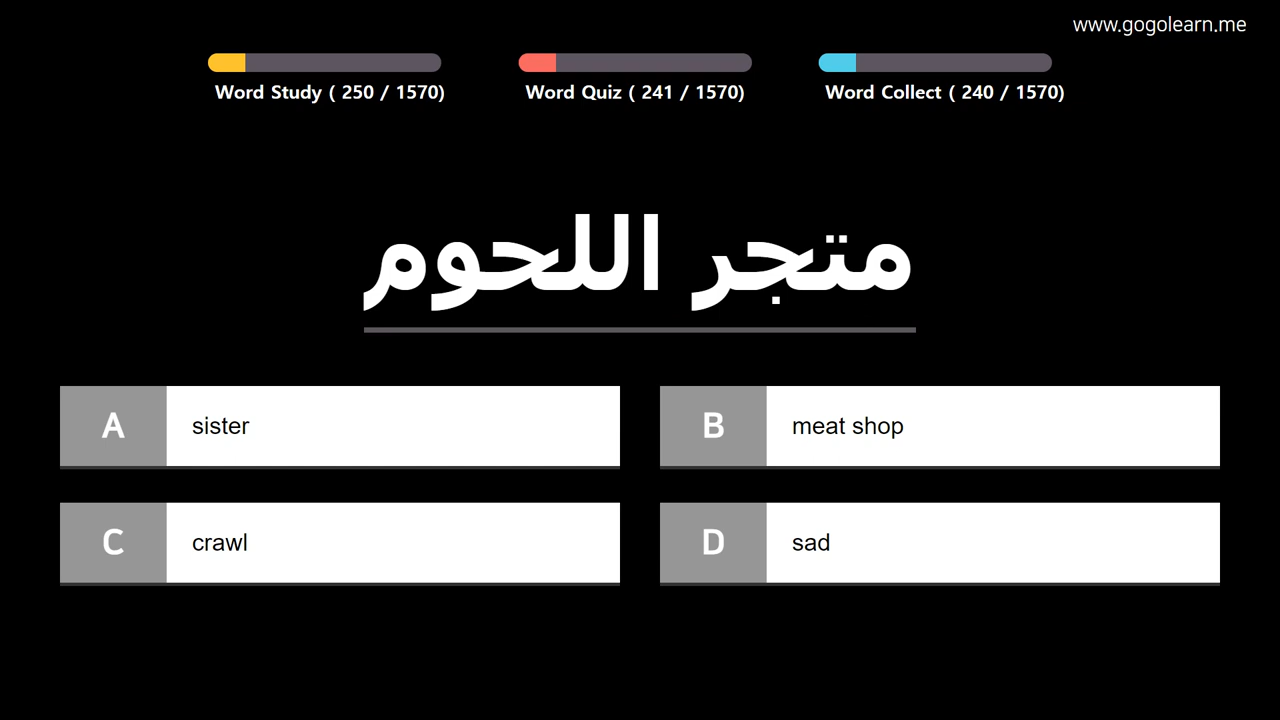 www.gogolearn.me
Word Study ( 250 / 1570)
Word Quiz ( 241 / 1570)
Word Collect ( 240 / 1570)
متجر اللحوم
A sister
B meat shop
C crawl
D sad